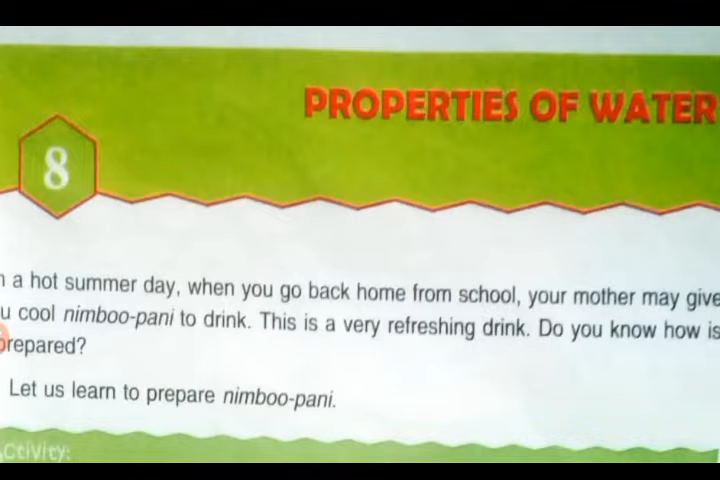 PROPERTIES OF WATER
8
a hot summer day, when you go back home from school, your mother may give
cool nimboo-pani to drink. This is a very refreshing drink. Do you know how is
prepared?
Let us learn to prepare nimboo-pani.
ctivity: